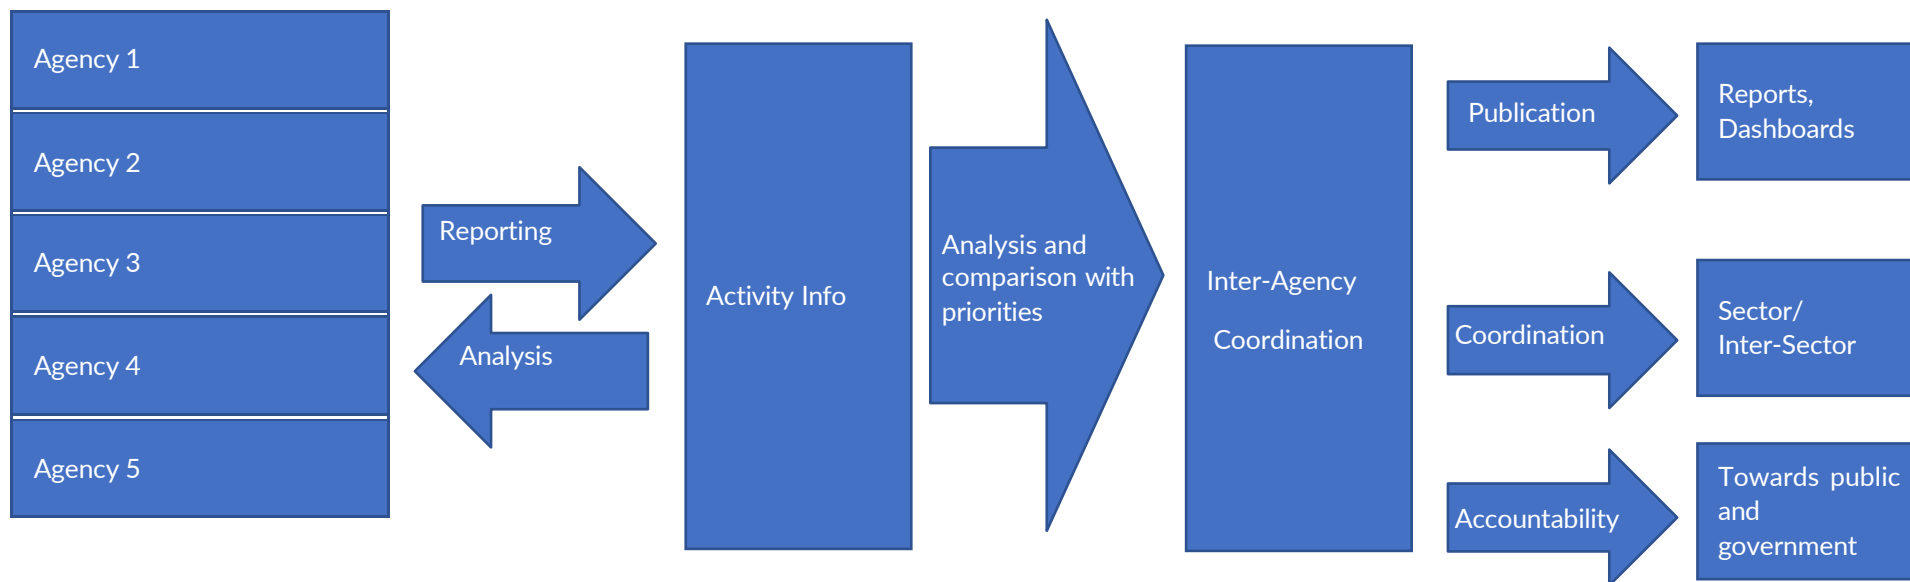 Agency 1
Agency 2
Agency 3
Agency 4
Agency 5
Reporting
Analysis
Activity Info
Analysis and
comparison with
priorities
Inter-Agency
Coordination
Publication
Coordination
Accountability
Reports,
Dashboards
Sector/
Inter-Sector
Towards public
and
government